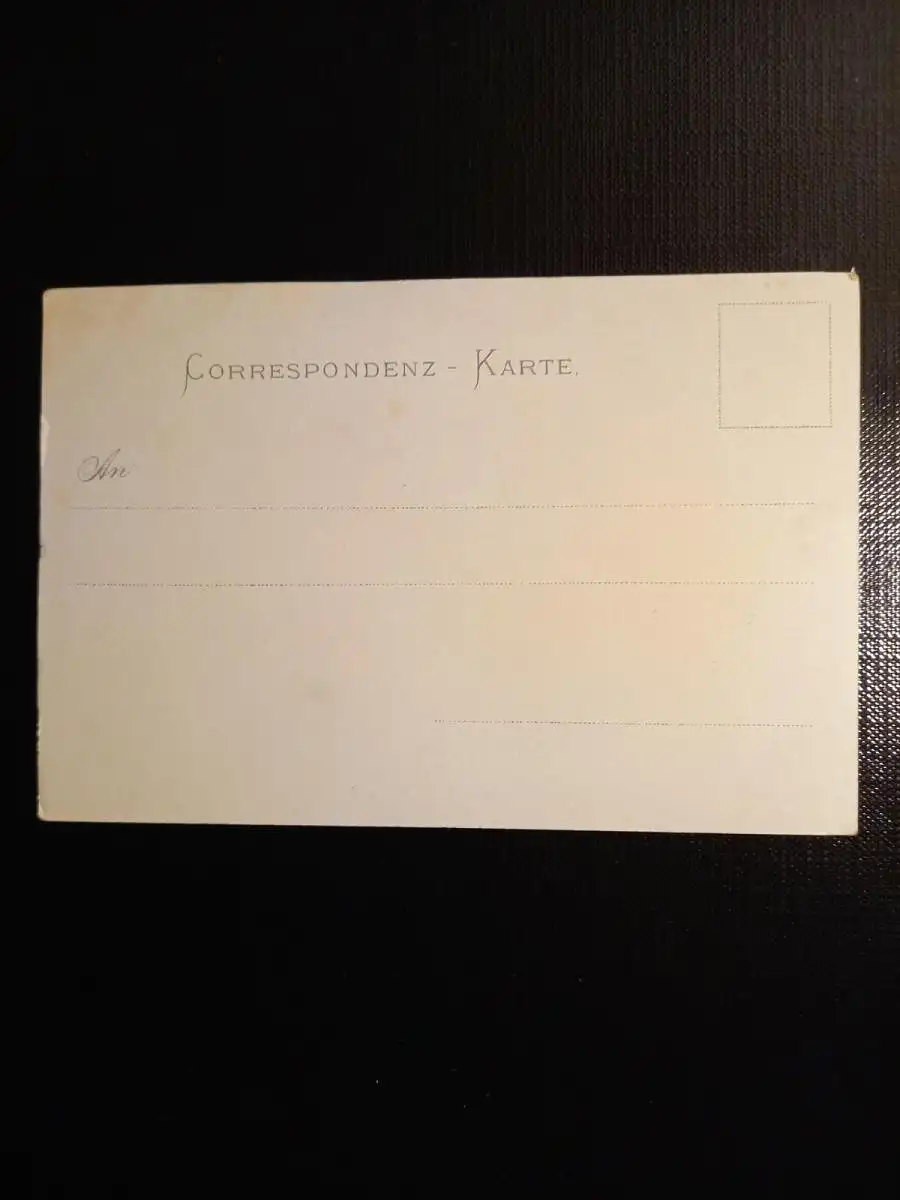 CORRESPONDENZ - KARTE.
An